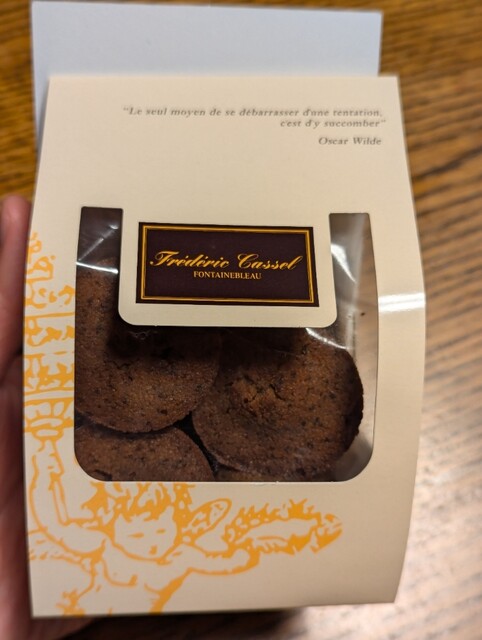 "Le seul moyen de se débarrasser d'une tentation,
c'est d'y succomber"
Oscar Wilde
Frédéric Cassel
FONTAINEBLEAU